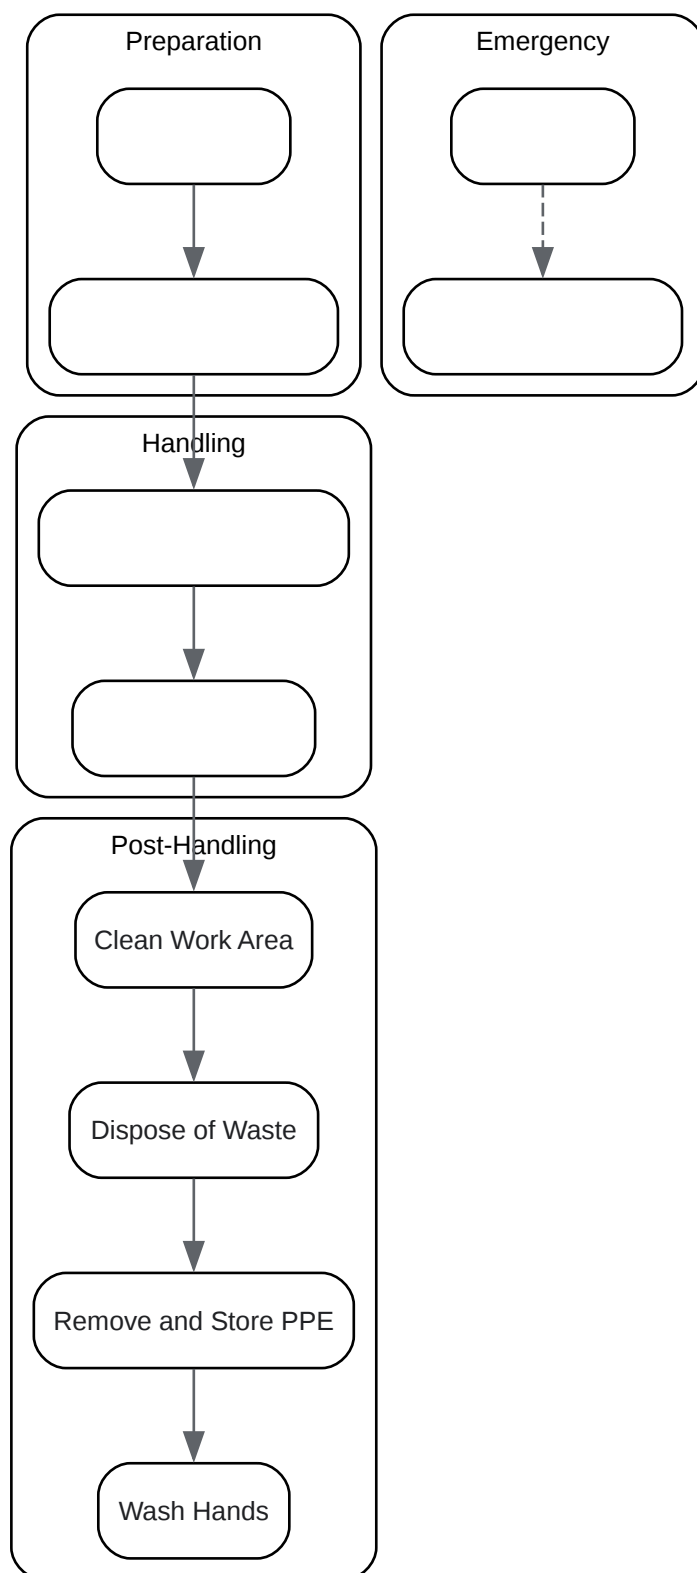 Preparation
Emergency
Handling
Post-Handling
Clean Work Area
Dispose of Waste
Remove and Store PPE
Wash Hands